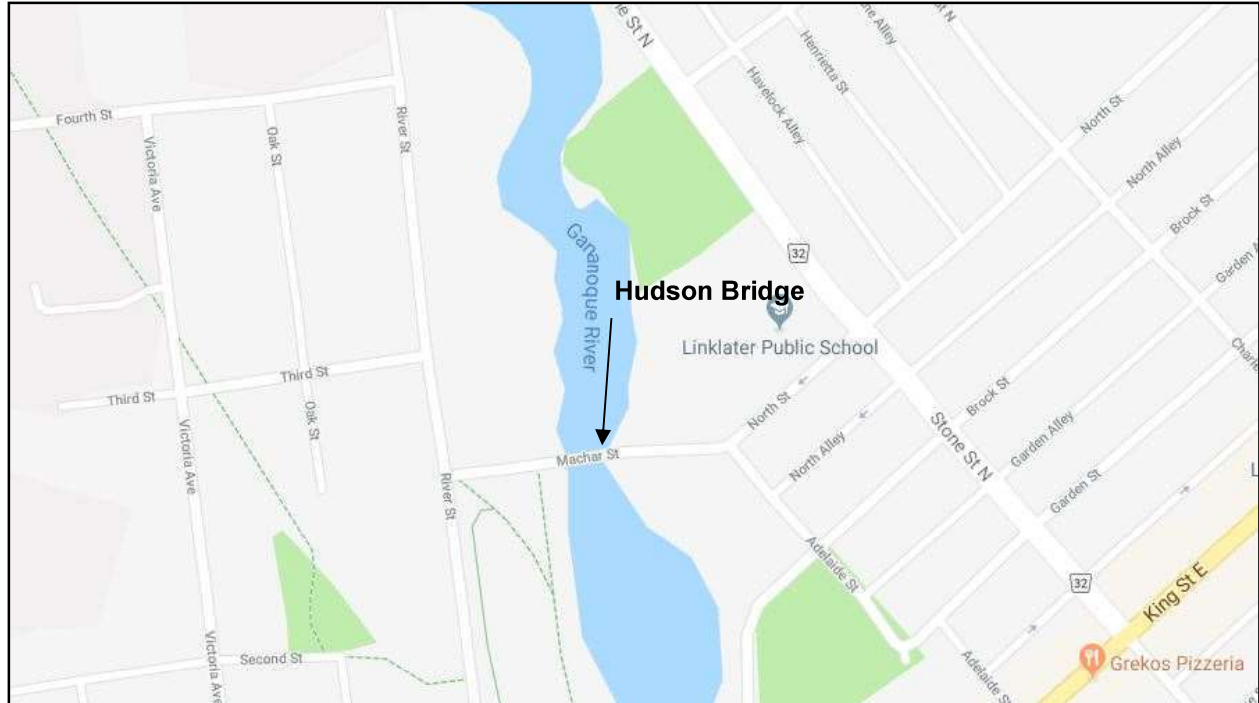 Fourth St
Victoria Ave
Oak St
River St
Third St
Third St
Oak St
Victoria Ave
River St
Second St
Victoria Ave
Gananoque River
Hudson Bridge
Machar St
Linklater Public School
32
Havelock Alley
Henrietta St
North St
North Alley
Brock St
North St
North Alley
Brock St
Stone St N
Garden Alley
Garden St
Adelaide St
Adelaide St
32
King St E
Grekos Pizzeria